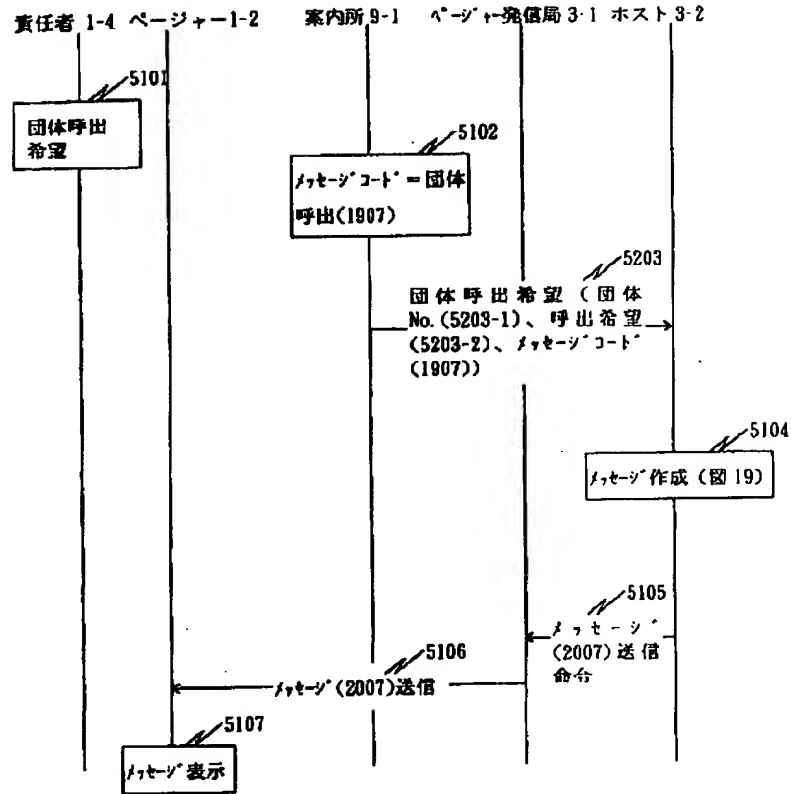 責任者 1-4 ページャー1-2 案内所 9-1 ページャー発信局 3-1 ホスト 3-2
5101
団体呼出
希望
5102
メッセージコード=団体
呼出(1907)
5203
団体呼出希望(団体
No.(5203-1)、呼出希望
(5203-2)、メッセージコード
(1907))
5104
メッセージ作成(図 19)
5105
メッセージ
(2007)送信
命令
5106
メッセージ(2007)送信
5107
メッセージ表示